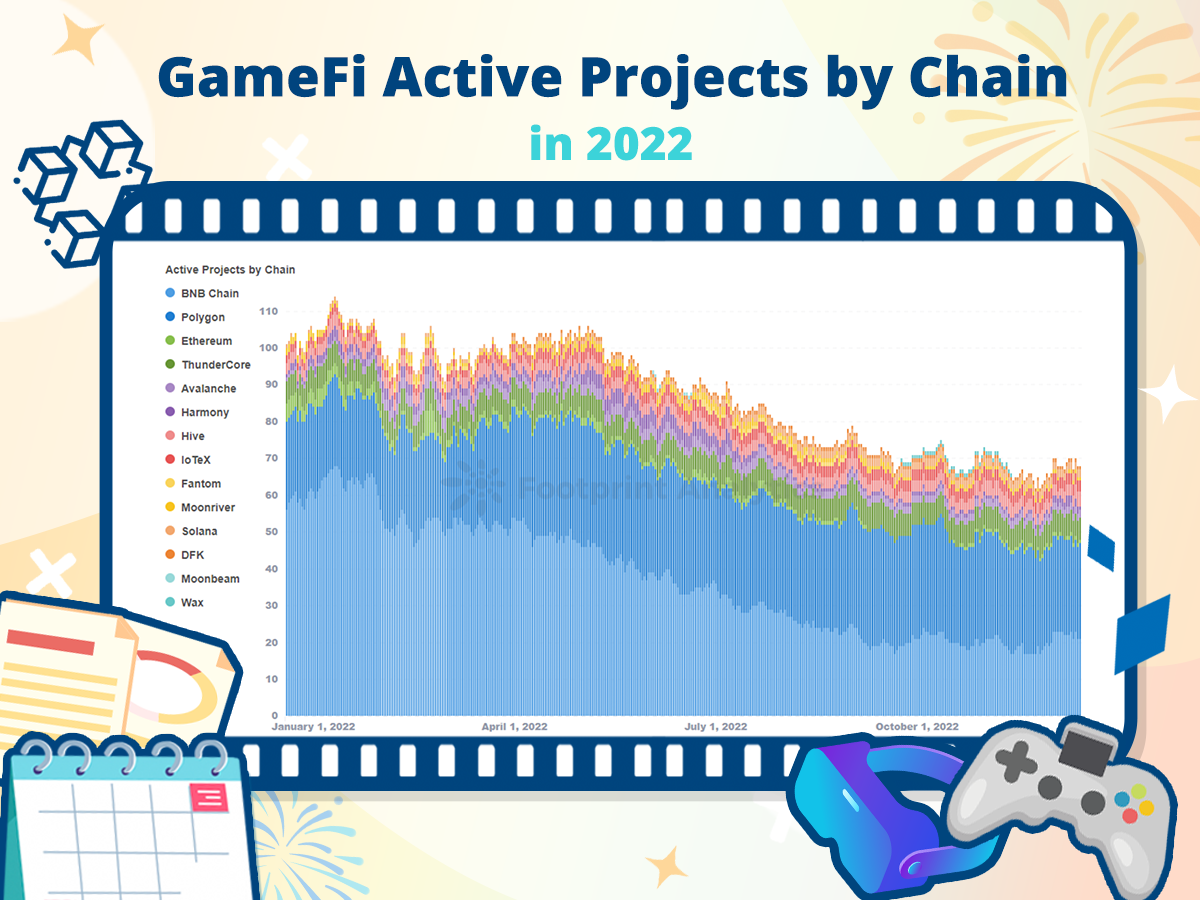 GameFi Active Projects by Chain
in 2022
Active Projects by Chain
BNB Chain
Polygon
Ethereum
ThunderCore
Avalanche
Harmony
Hive
IoTeX
Fantom
Moonriver
Solana
DFK
Moonbeam
Wax
110
100
90
80
70
60
50
40
30
20
10
0
January 1, 2022
April 1, 2022
July 1, 2022
October 1, 2022
Footprint